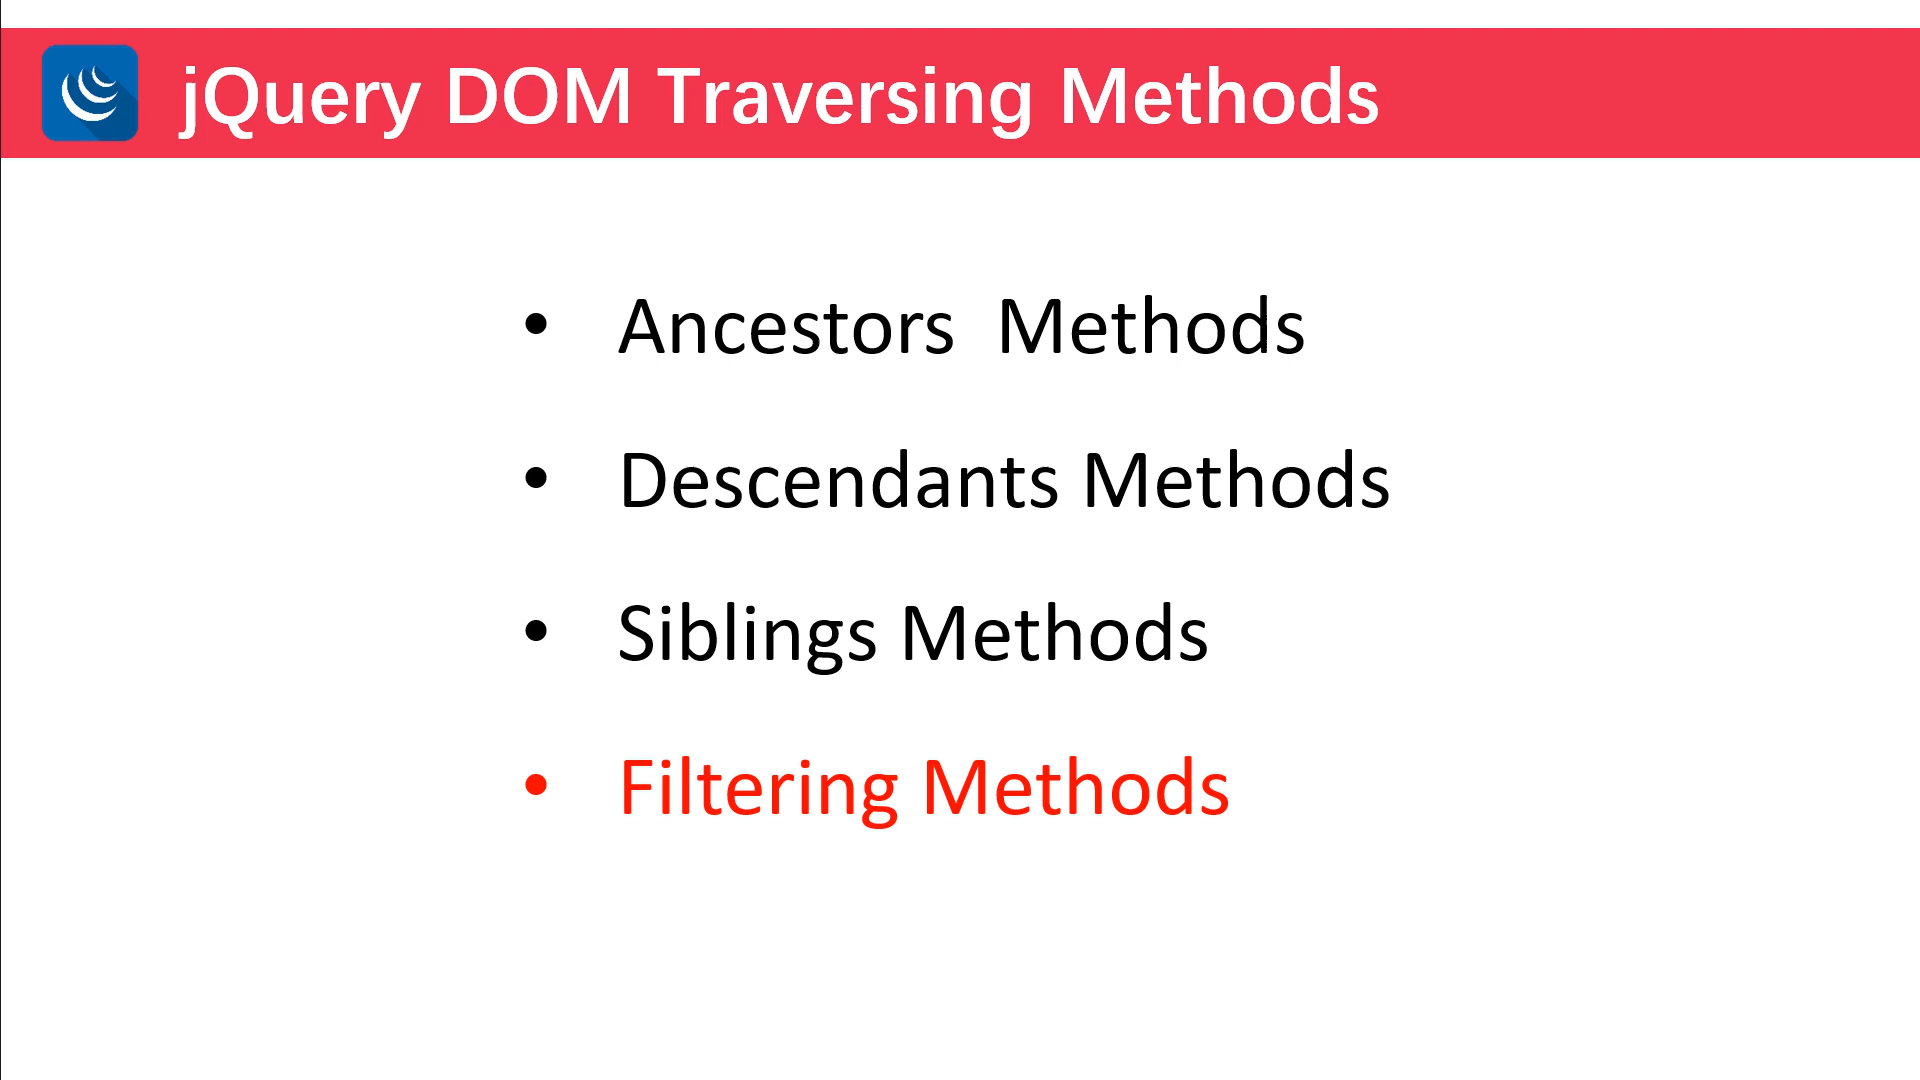 jQuery DOM Traversing Methods
• Ancestors  Methods
• Descendants Methods
• Siblings Methods
• Filtering Methods